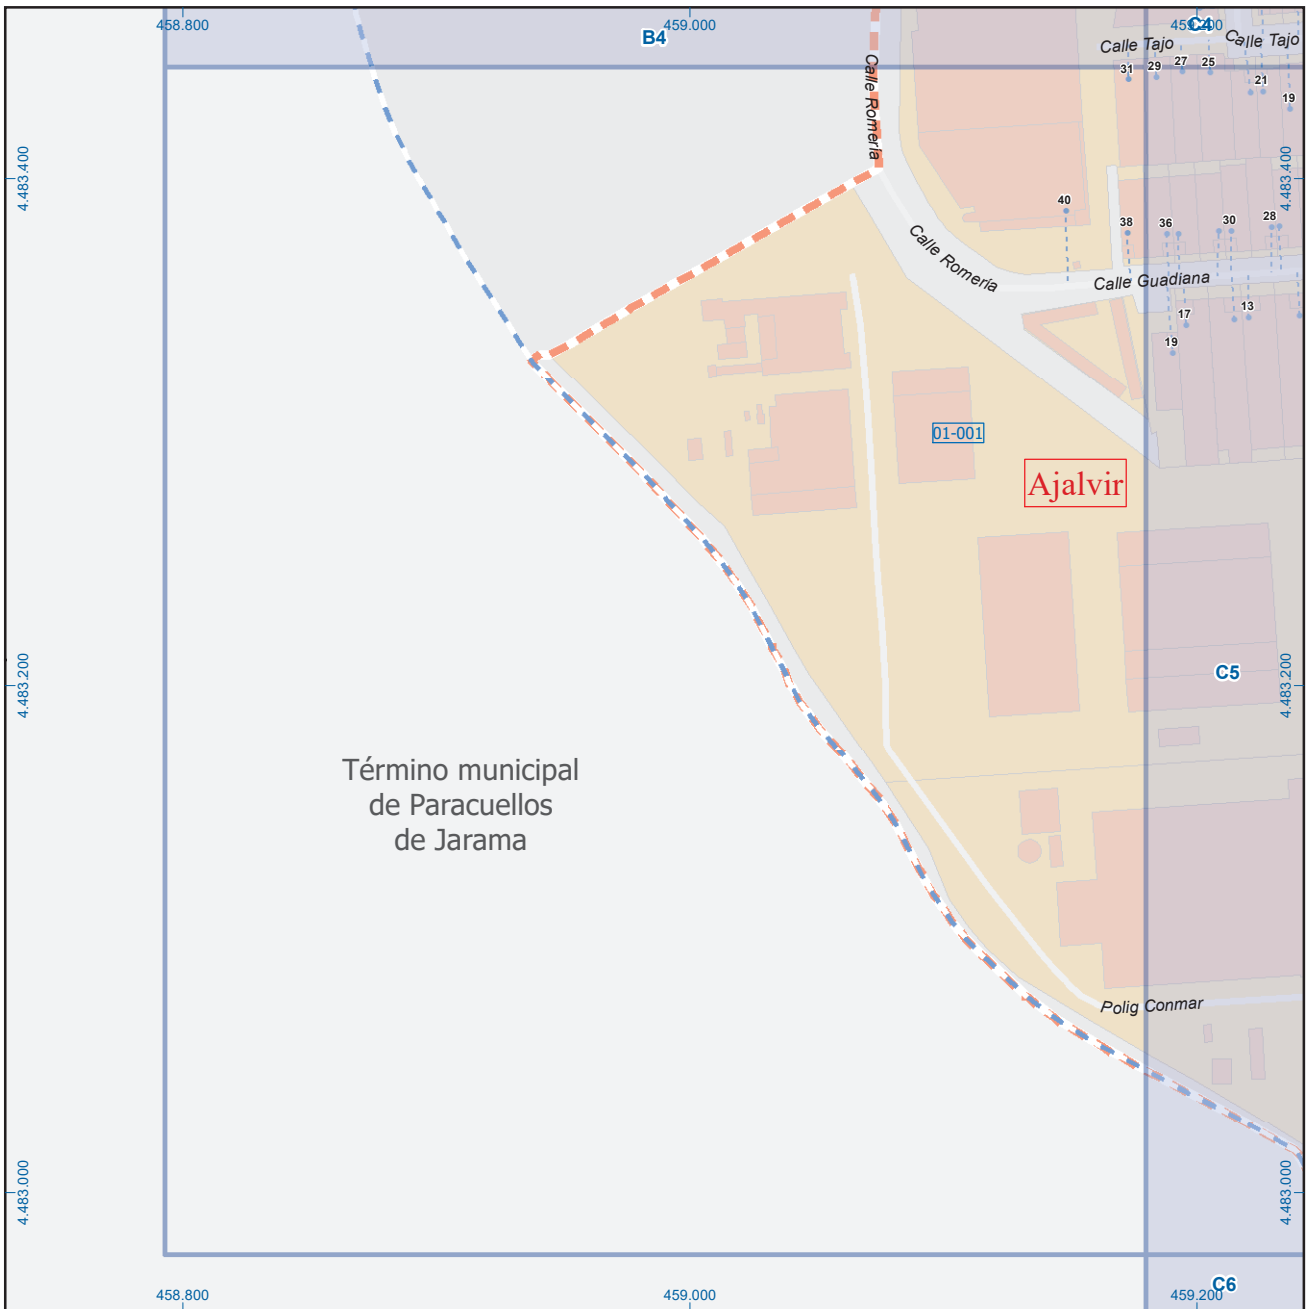 458.800
459.000
459.200
B4
C4
Calle Tajo
Calle Tajo
31
29
27
25
21
19
Calle Romería
4.483.400
4.483.400
40
38
36
30
28
Calle Romería
Calle Guadiana
17
13
19
01-001
Ajalvir
4.483.200
4.483.200
C5
Término municipal
de Paracuellos
de Jarama
Polig Conmar
4.483.000
4.483.000
458.800
459.000
459.200
C6